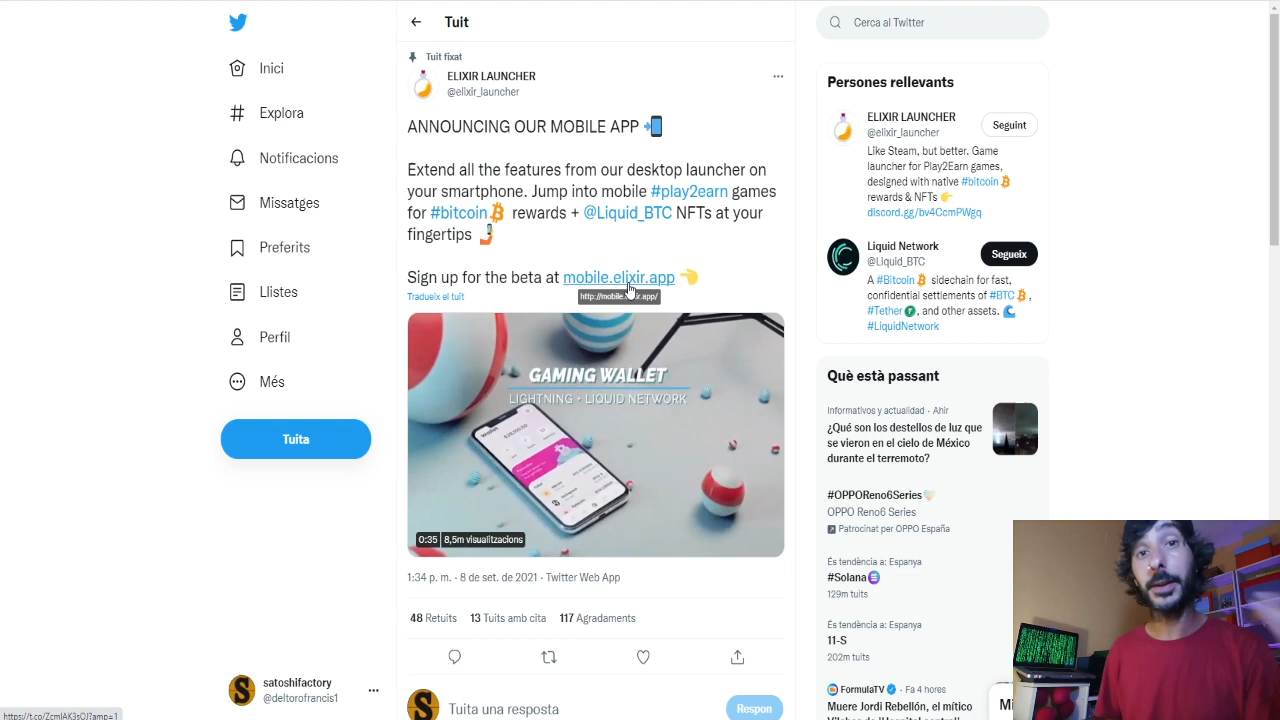 Tuit
Cerca al Twitter
Inici
Explora
Notificacions
Missatges
Preferits
Llistes
Perfil
Més
Tuita
satoshifactory
@deltorofrancis1
Tuit fixat
ELIXIR LAUNCHER
@elixir_launcher
ANNOUNCING OUR MOBILE APP
Extend all the features from our desktop launcher on
your smartphone. Jump into mobile #play2earn games
for #bitcoin rewards + @Liquid_BTC NFTs at your
fingertips
Sign up for the beta at mobile.elixir.app
Tradueix el tuit
GAMING WALLET
LIGHTNING + LIQUID NETWORK
Wallet
0:35 8,5m visualitzacions
1:34 p. m. · 8 de set. de 2021 · Twitter Web App
48 Retuits 13 Tuits amb cita 117 Agradaments
Tuita una resposta
Respon
Persones rellevants
ELIXIR LAUNCHER
@elixir_launcher
Seguint
Like Steam, but better. Game
launcher for Play2Earn games,
designed with native #bitcoin
rewards & NFTs
discord.gg/bv4CcmPWgq
Liquid Network
@Liquid_BTC
Segueix
A #Bitcoin sidechain for fast,
confidential settlements of #BTC ,
#Tether , and other assets.
#LiquidNetwork
Què està passant
Informativos y actualidad · Ahir
¿Qué son los destellos de luz que
se vieron en el cielo de México
durante el terremoto?
#OPPOReno6Series
OPPO Reno6 Series
Patrocinat per OPPO España
És tendència a: Espanya
#Solana
129m tuits
És tendència a: Espanya
11-S
202m tuits
FormulaTV · Fa 4 hores
Muere Jordi Rebellón, el mítico